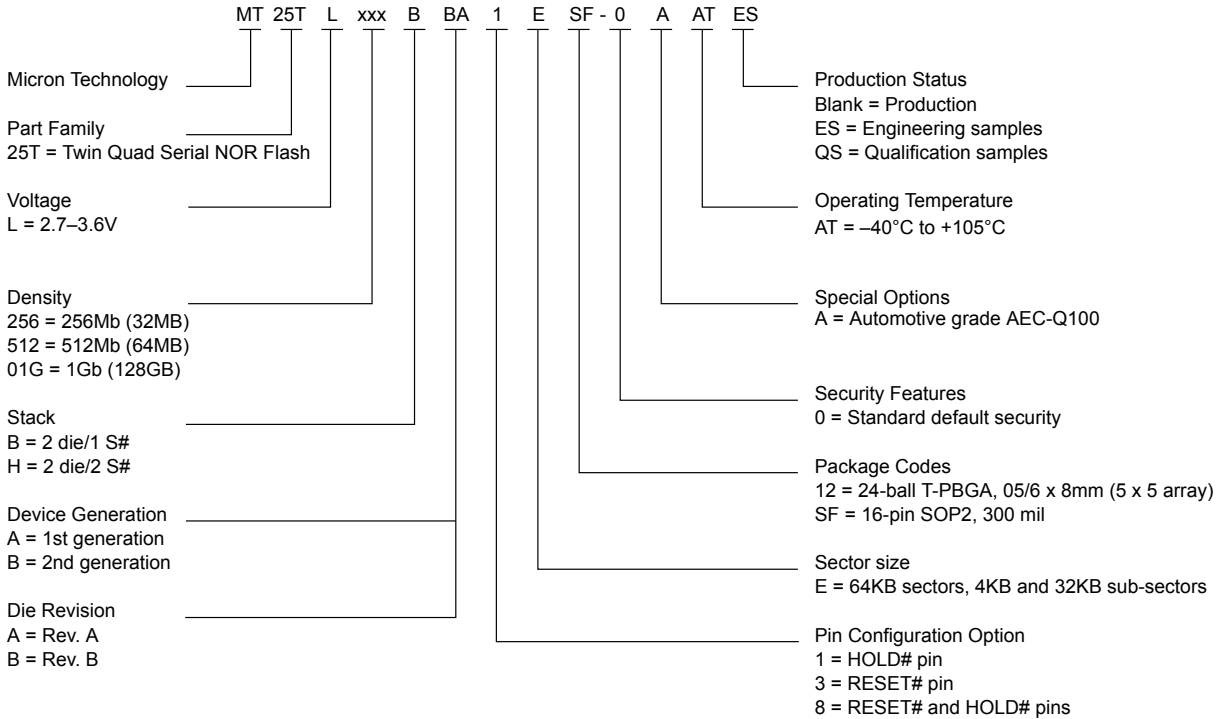 MT 25T L xxx B BA 1 E SF - 0 A AT ES
Micron Technology
Part Family
25T = Twin Quad Serial NOR Flash
Voltage
L = 2.7–3.6V
Density
256 = 256Mb (32MB)
512 = 512Mb (64MB)
01G = 1Gb (128GB)
Stack
B = 2 die/1 S#
H = 2 die/2 S#
Device Generation
A = 1st generation
B = 2nd generation
Die Revision
A = Rev. A
B = Rev. B
Production Status
Blank = Production
ES = Engineering samples
QS = Qualification samples
Operating Temperature
AT = –40°C to +105°C
Special Options
A = Automotive grade AEC-Q100
Security Features
0 = Standard default security
Package Codes
12 = 24-ball T-PBGA, 05/6 x 8mm (5 x 5 array)
SF = 16-pin SOP2, 300 mil
Sector size
E = 64KB sectors, 4KB and 32KB sub-sectors
Pin Configuration Option
1 = HOLD# pin
3 = RESET# pin
8 = RESET# and HOLD# pins